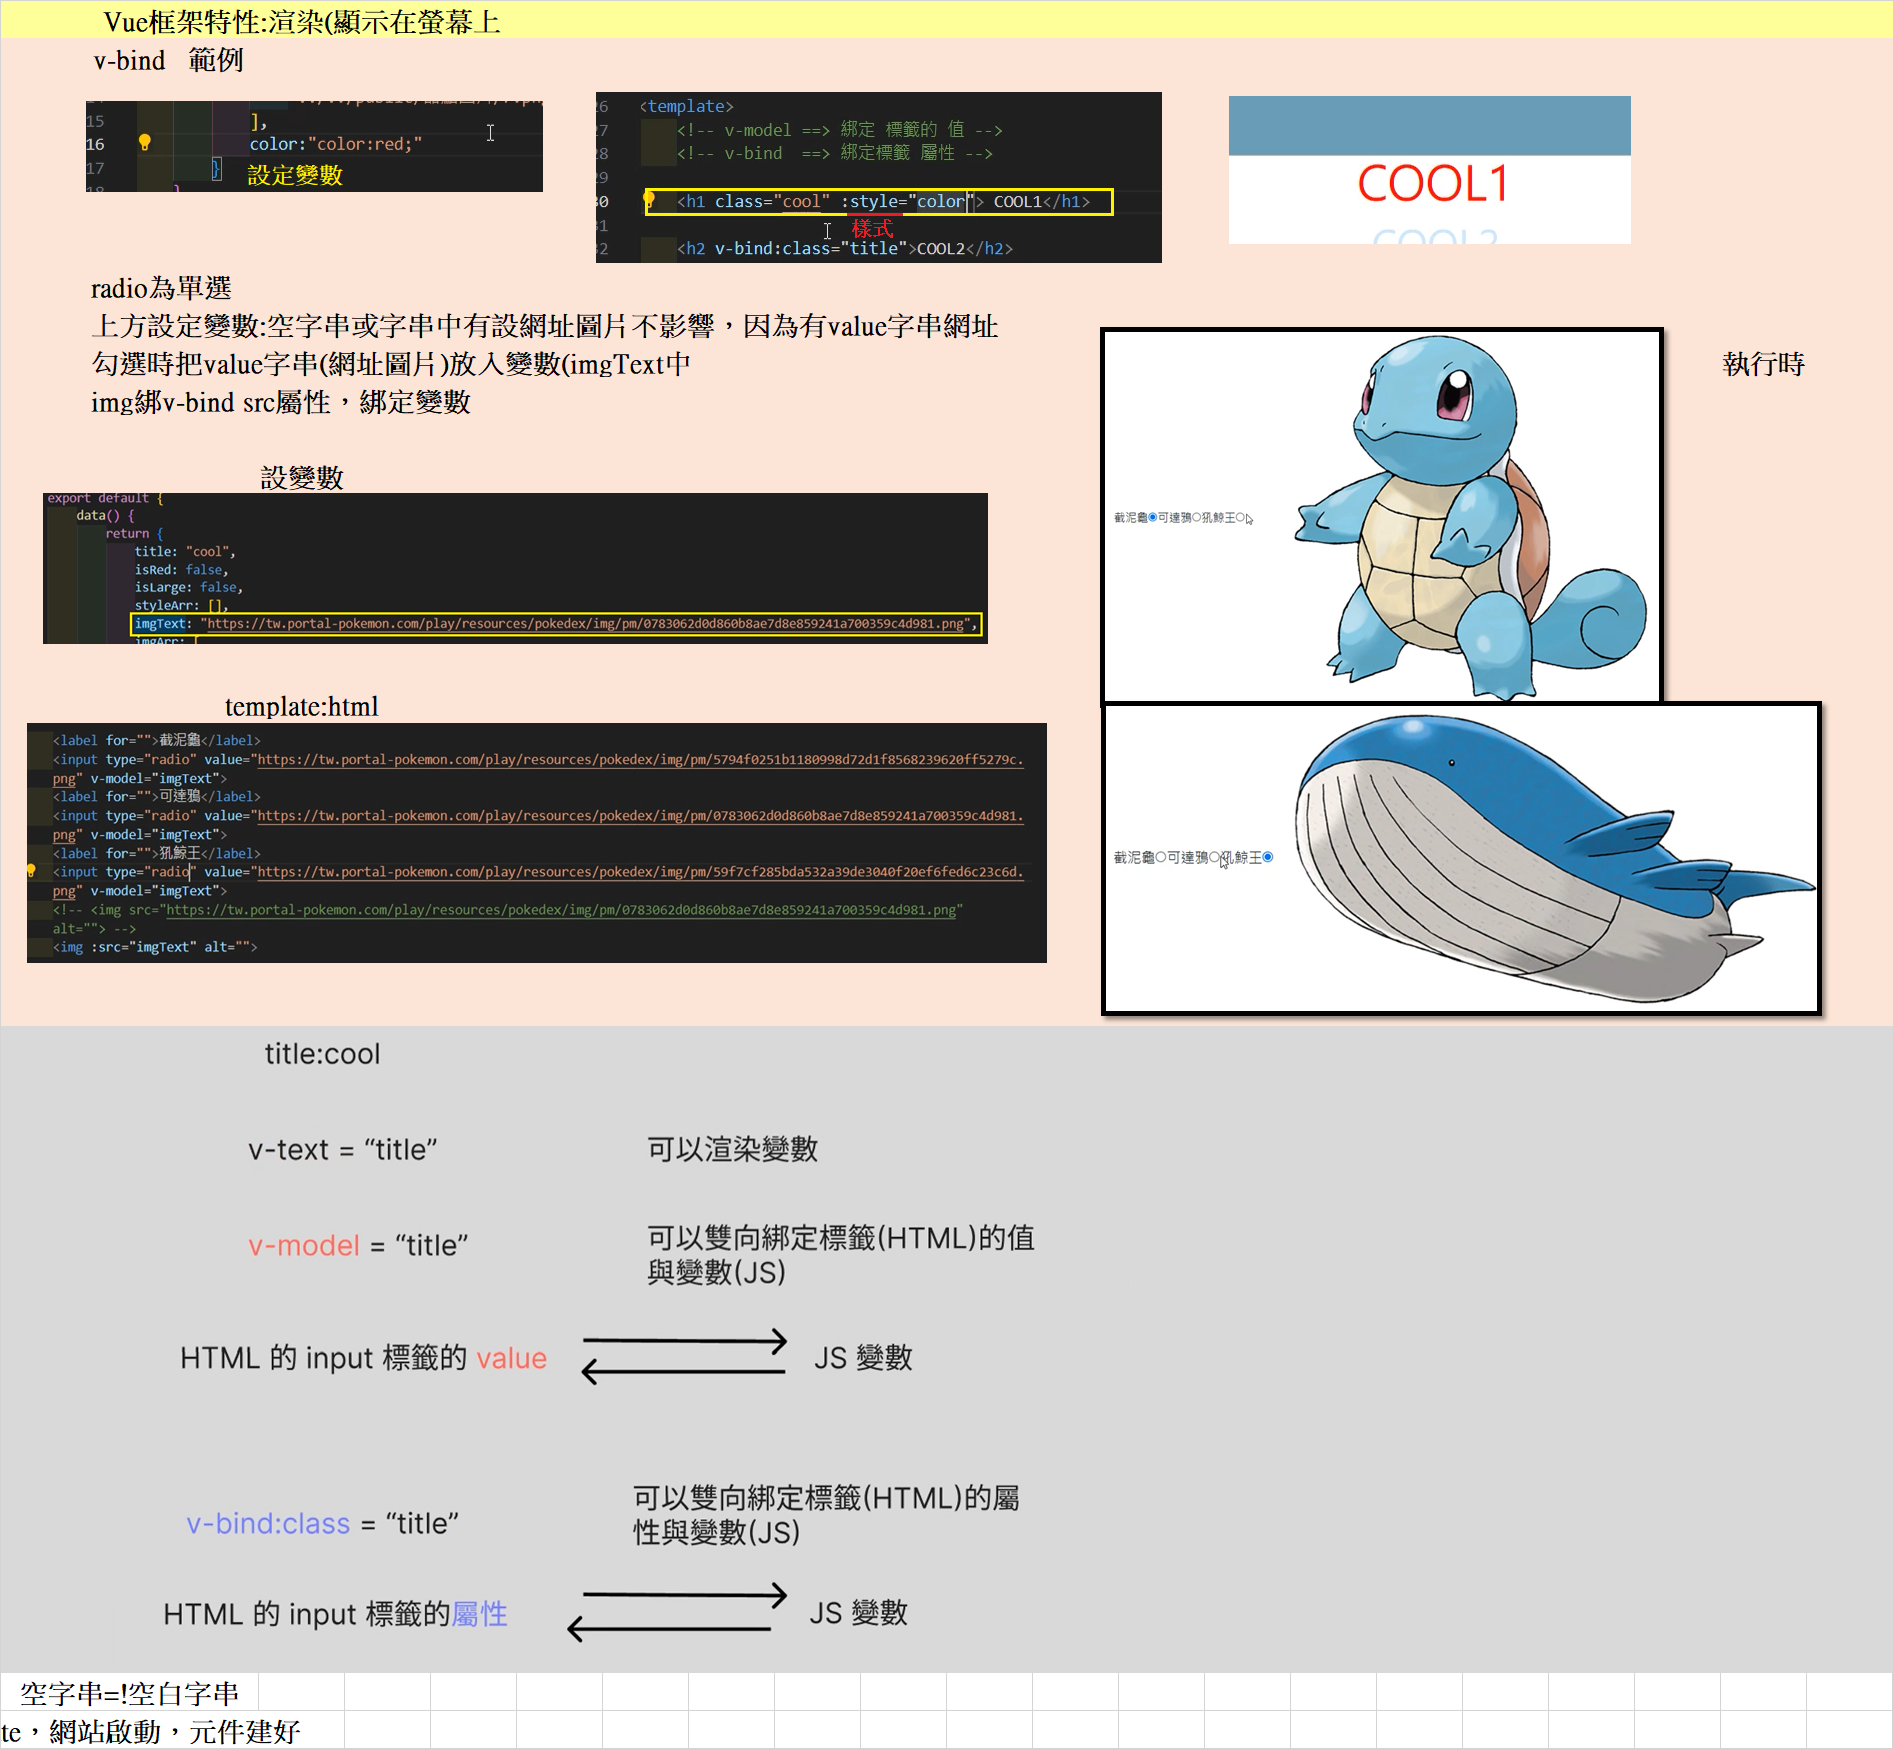 Vue框架特性:渲染(顯示在螢幕上
v-bind 範例
15 ],
16 color:"color:red;"
17 }
設定變數
26 <template>
27 <!-- v-model ==> 綁定 標籤的 值 -->
28 <!-- v-bind ==> 綁定標籤 屬性 -->
29
30 <h1 class="cool" :style="color"> COOL1</h1>
31 樣式
32 <h2 v-bind:class="title">COOL2</h2>
COOL1
COOL2
radio為單選
上方設定變數:空字串或字串中有設網址圖片不影響，因為有value字串網址
勾選時把value字串(網址圖片)放入變數(imgText中
img綁v-bind src屬性，綁定變數
執行時
設變數
export default {
data() {
return {
title: "cool",
isRed: false,
isLarge: false,
styleArr: [],
imgText: "https://tw.portal-pokemon.com/play/resources/pokedex/img/pm/0783062d0d860b8ae7d8e859241a700359c4d981.png",
imgArr: [
截泥龜可達鴉犼鯨王
template:html
<label for="">截泥龜</label>
<input type="radio" value="https://tw.portal-pokemon.com/play/resources/pokedex/img/pm/5794f0251b1180998d72d1f8568239620ff5279c.
png" v-model="imgText">
<label for="">可達鴉</label>
<input type="radio" value="https://tw.portal-pokemon.com/play/resources/pokedex/img/pm/0783062d0d860b8ae7d8e859241a700359c4d981.
png" v-model="imgText">
<label for="">犼鯨王</label>
<input type="radio" value="https://tw.portal-pokemon.com/play/resources/pokedex/img/pm/59f7cf285bda532a39de3040f20ef6fed6c23c6d.
png" v-model="imgText">
<!-- <img src="https://tw.portal-pokemon.com/play/resources/pokedex/img/pm/0783062d0d860b8ae7d8e859241a700359c4d981.png"
alt=""> -->
<img :src="imgText" alt="">
截泥龜可達鴉犼鯨王
title:cool
v-text = “title”
可以渲染變數
v-model = “title”
可以雙向綁定標籤(HTML)的值
與變數(JS)
HTML 的 input 標籤的 value
JS 變數
v-bind:class = “title”
可以雙向綁定標籤(HTML)的屬
性與變數(JS)
HTML 的 input 標籤的屬性
JS 變數
空字串=!空白字串
te，網站啟動，元件建好